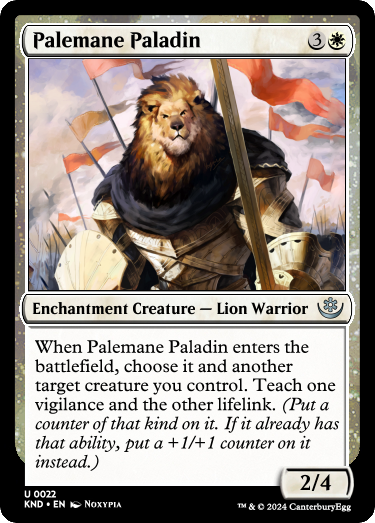 Palemane Paladin 3
Enchantment Creature — Lion Warrior
When Palemane Paladin enters the
battlefield, choose it and another
target creature you control. Teach one
vigilance and the other lifelink. (Put a
counter of that kind on it. If it already has
that ability, put a +1/+1 counter on it
instead.)
2/4
U 0022
KND • EN Noxypia
™ & © 2024 CanterburyEgg